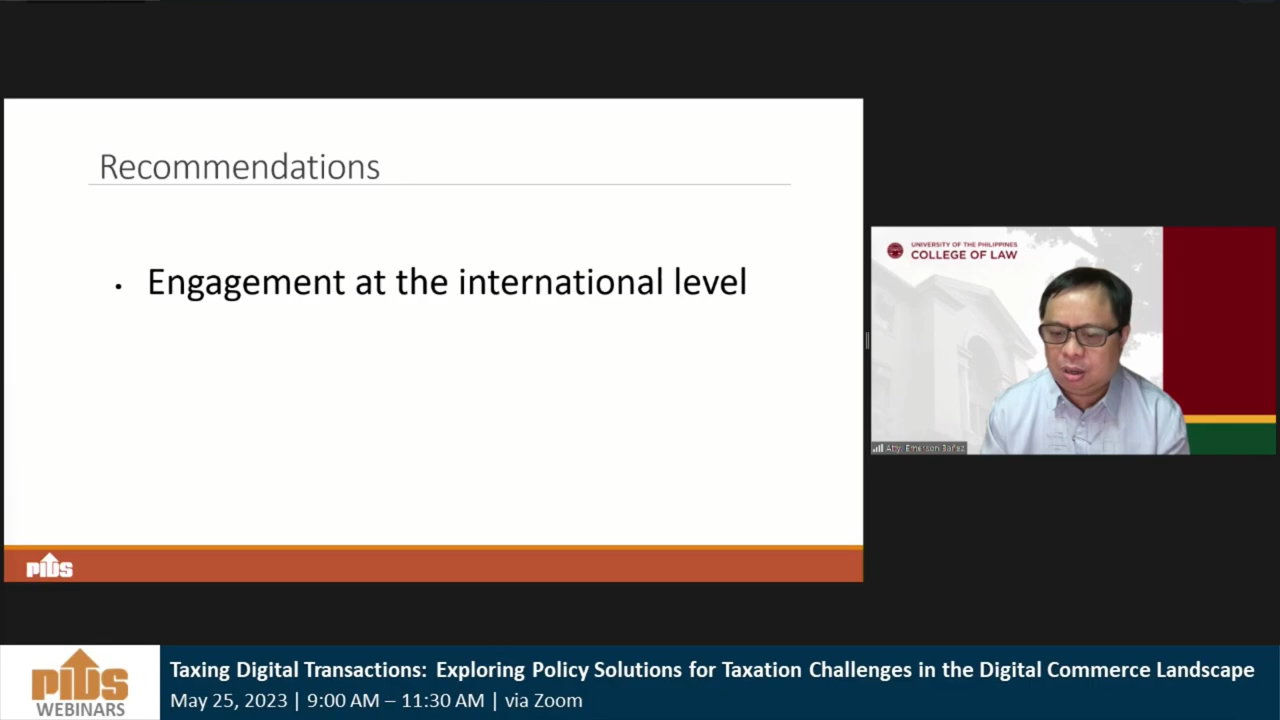 Recommendations
• Engagement at the international level
UNIVERSITY OF THE PHILIPPINES
COLLEGE OF LAW
Atty. Emerson Bañez
PIDS
PIDS
WEBINARS
Taxing Digital Transactions: Exploring Policy Solutions for Taxation Challenges in the Digital Commerce Landscape
May 25, 2023 | 9:00 AM – 11:30 AM | via Zoom